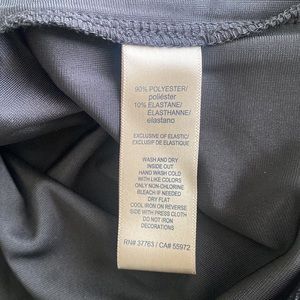 90% POLYESTER/
poliéster
10% ELASTANE/
ÉLASTHANNE/
elastano
EXCLUSIVE OF ELASTIC/
EXCLUSIF DE ÉLASTIQUE
WASH AND DRY
INSIDE OUT
HAND WASH COLD
WITH LIKE COLORS
ONLY NON-CHLORINE
BLEACH IF NEEDED
DRY FLAT
COOL IRON ON REVERSE
SIDE WITH PRESS CLOTH
DO NOT IRON
DECORATIONS
RN# 37763 / CA# 55972